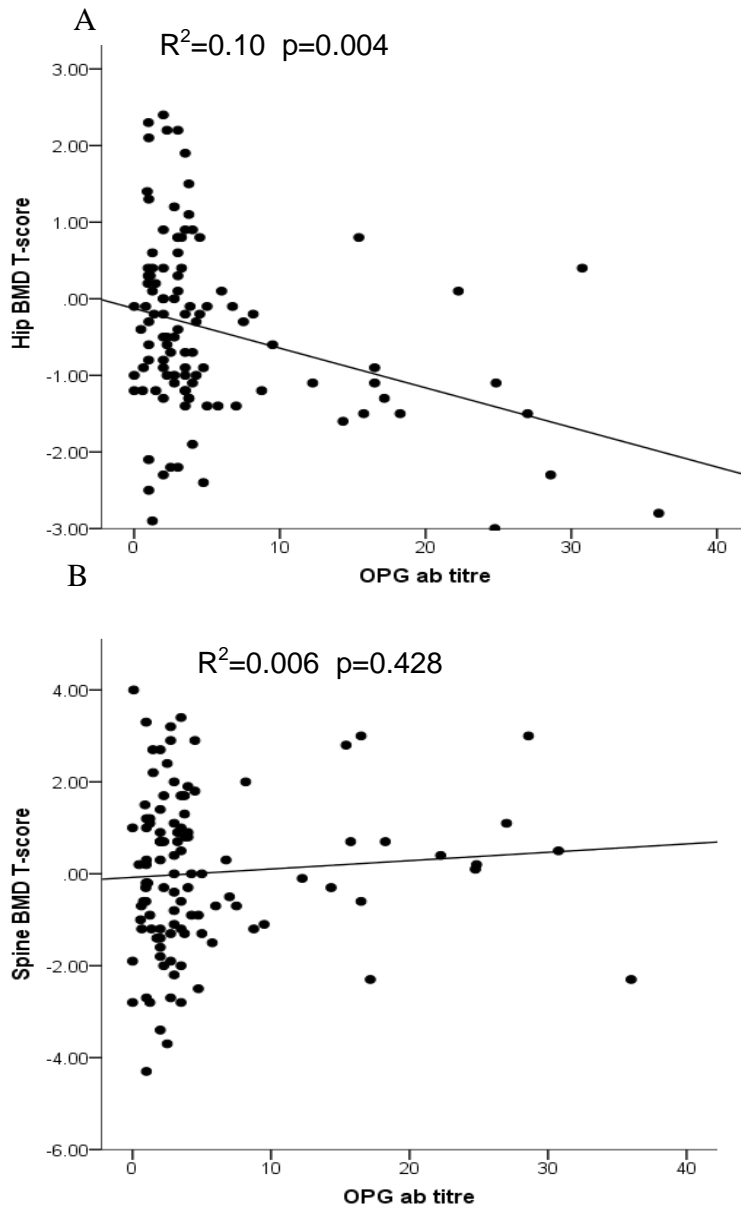 A
R²=0.10 p=0.004
3.00
2.00
1.00
.00
-1.00
-2.00
-3.00
Hip BMD T-score
0 10 20 30 40
OPG ab titre
B
R²=0.006 p=0.428
4.00
2.00
.00
-2.00
-4.00
-6.00
Spine BMD T-score
0 10 20 30 40
OPG ab titre